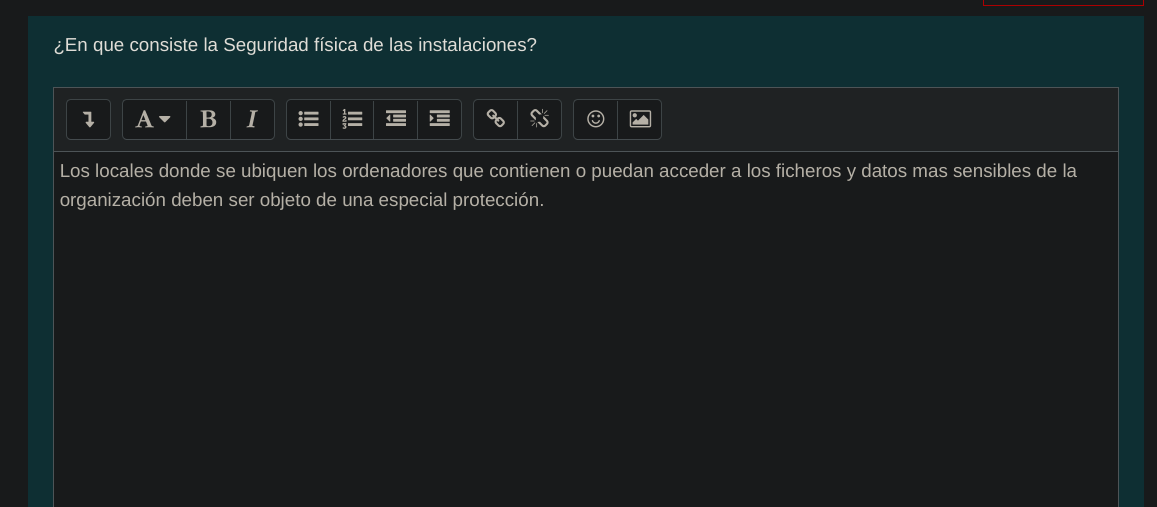 ¿En que consiste la Seguridad física de las instalaciones?
A B I
Los locales donde se ubiquen los ordenadores que contienen o puedan acceder a los ficheros y datos mas sensibles de la
organización deben ser objeto de una especial protección.